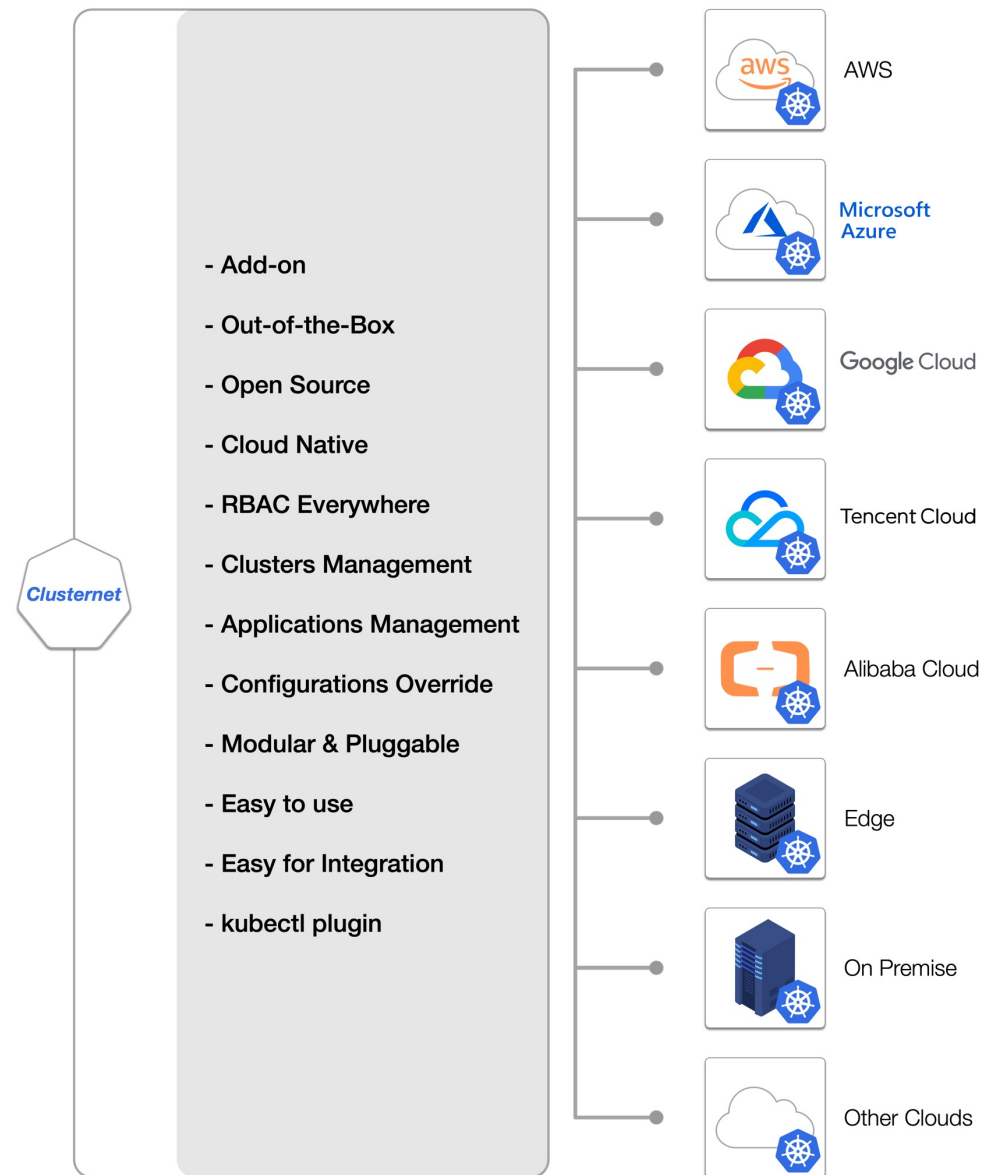 Clusternet
- Add-on
- Out-of-the-Box
- Open Source
- Cloud Native
- RBAC Everywhere
- Clusters Management
- Applications Management
- Configurations Override
- Modular & Pluggable
- Easy to use
- Easy for Integration
- kubectl plugin
aws
AWS
Microsoft
Azure
Google Cloud
Tencent Cloud
Alibaba Cloud
Edge
On Premise
Other Clouds